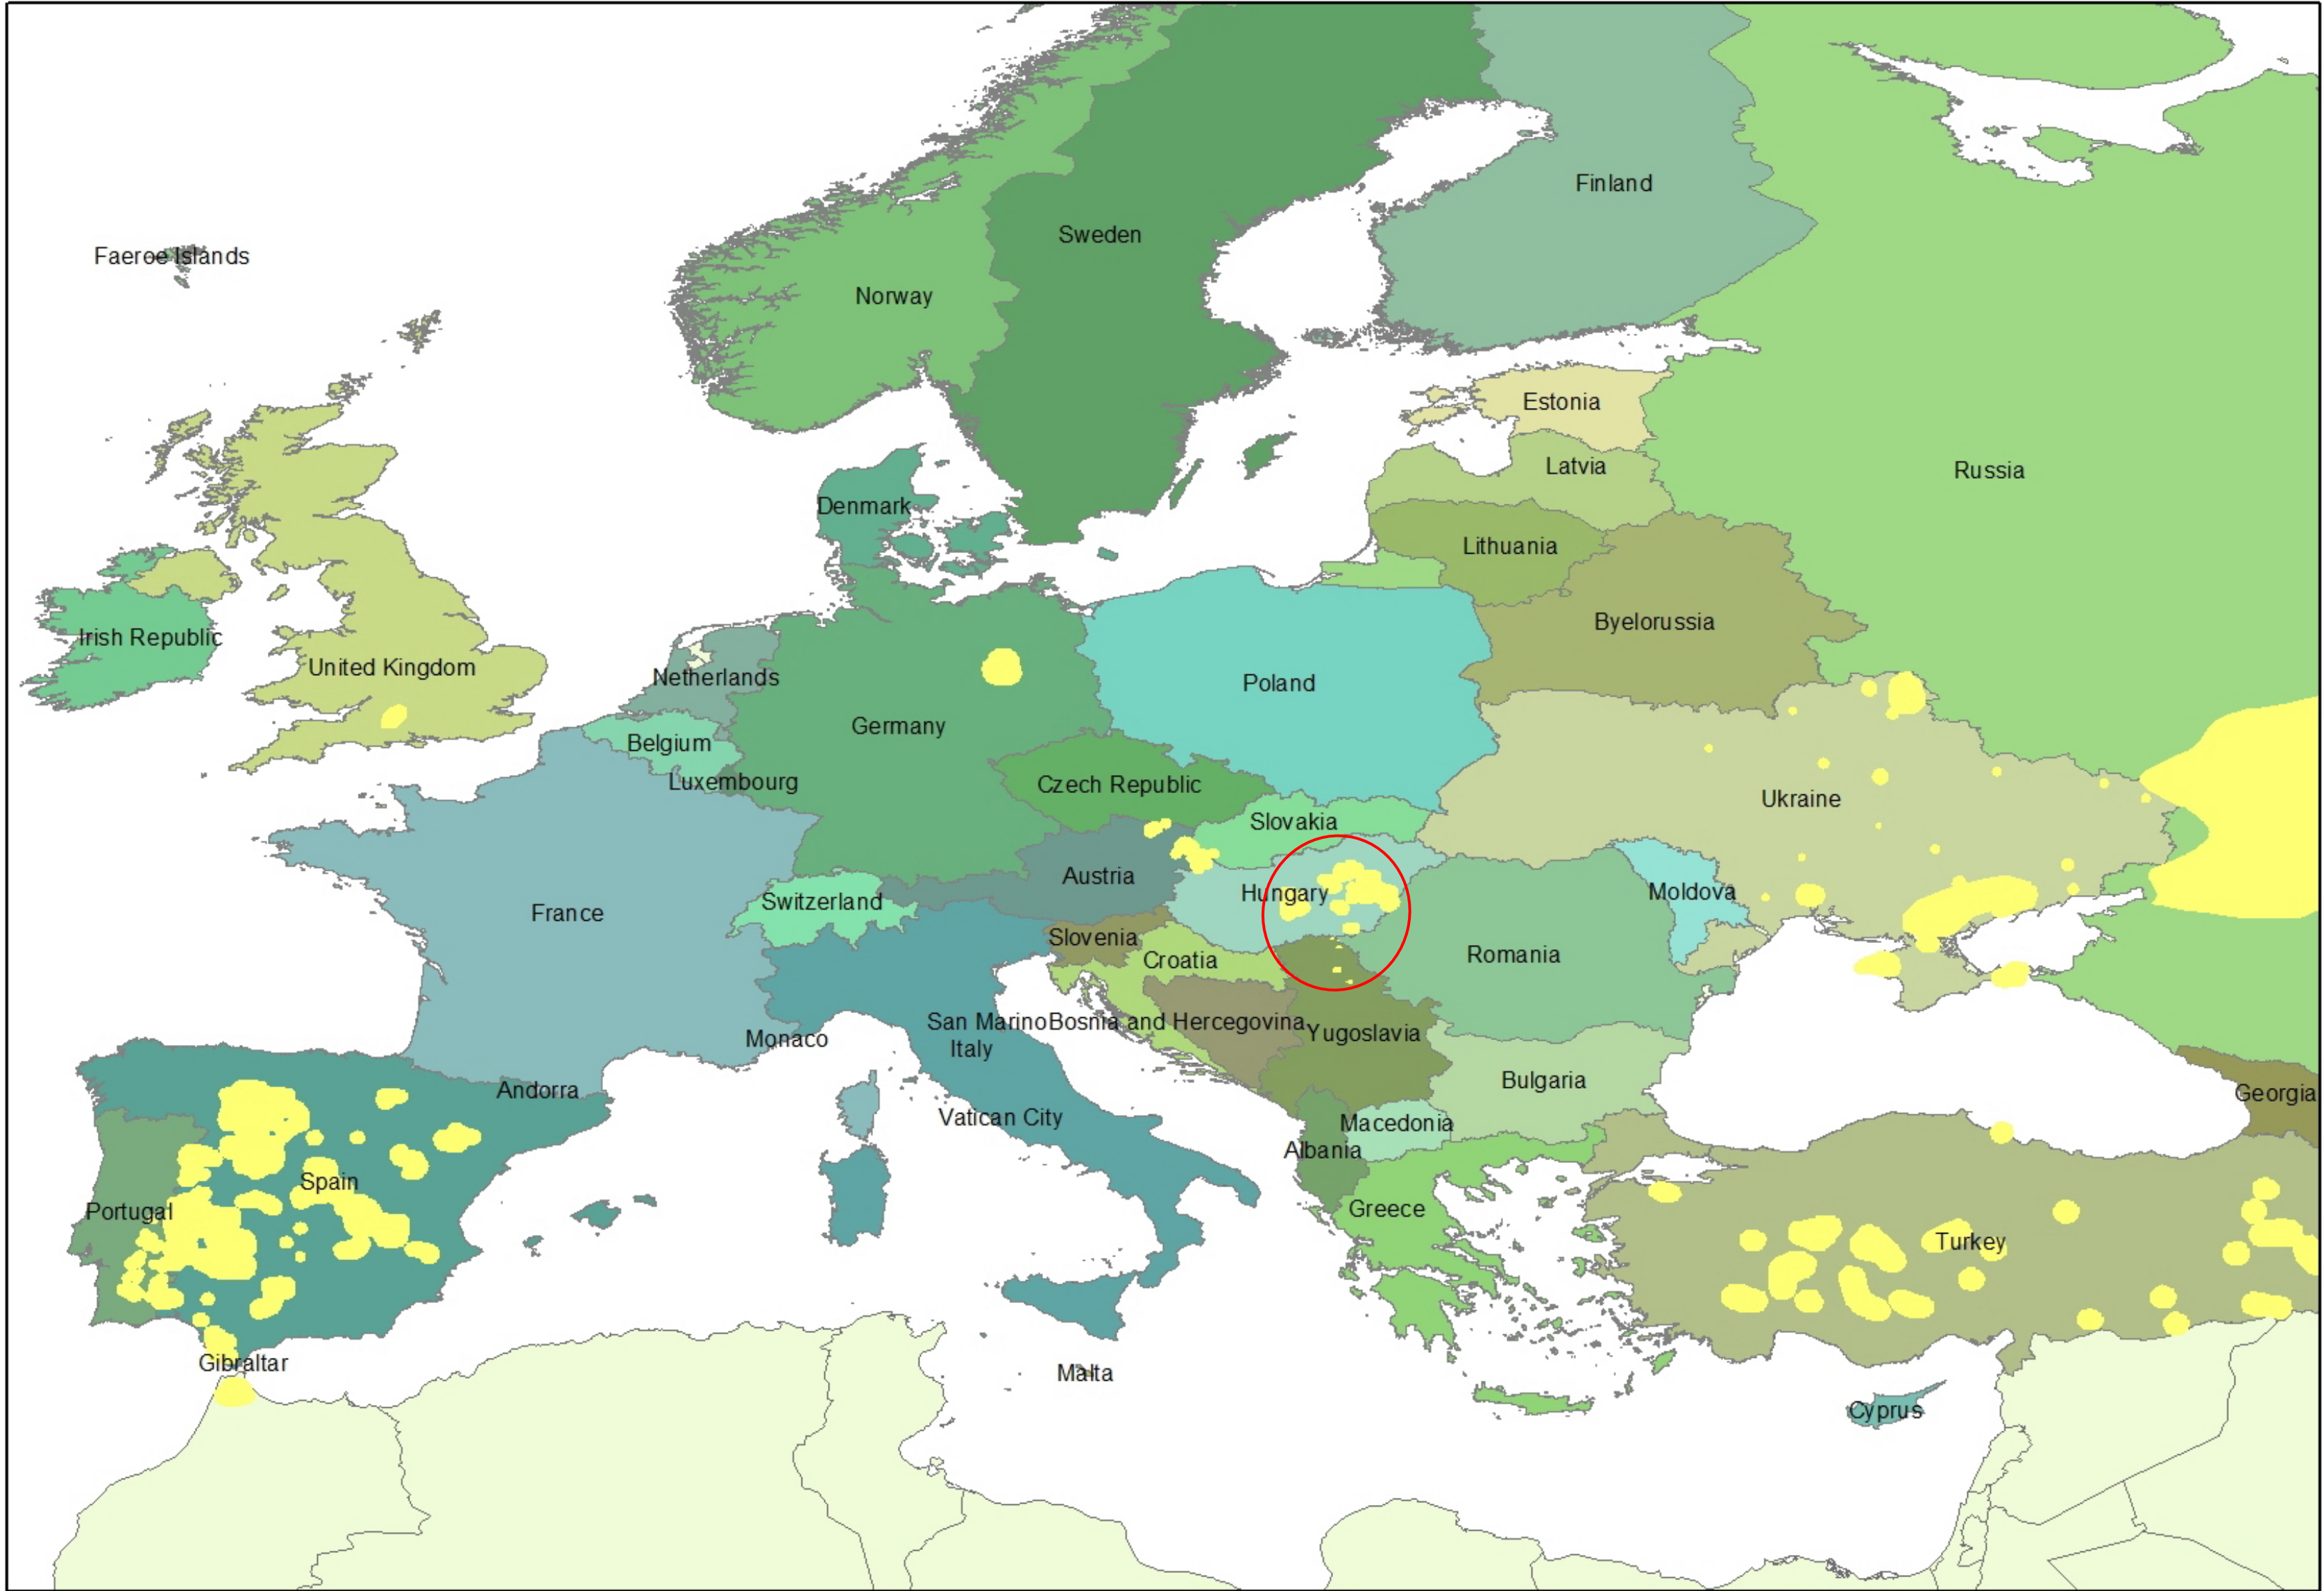 Finland
Sweden
Faeroe Islands
Norway
Estonia
Latvia
Russia
Denmark
Lithuania
Byelorussia
Irish Republic
United Kingdom
Netherlands
Poland
Germany
Belgium
Luxembourg
Czech Republic
Ukraine
Slovakia
Austria
Hungary
Moldova
Switzerland
France
Slovenia
Croatia
Romania
San Marino
Bosnia and Hercegovina
Yugoslavia
Monaco
Italy
Andorra
Bulgaria
Georgia
Vatican City
Macedonia
Albania
Spain
Portugal
Greece
Turkey
Gibraltar
Malta
Cyprus